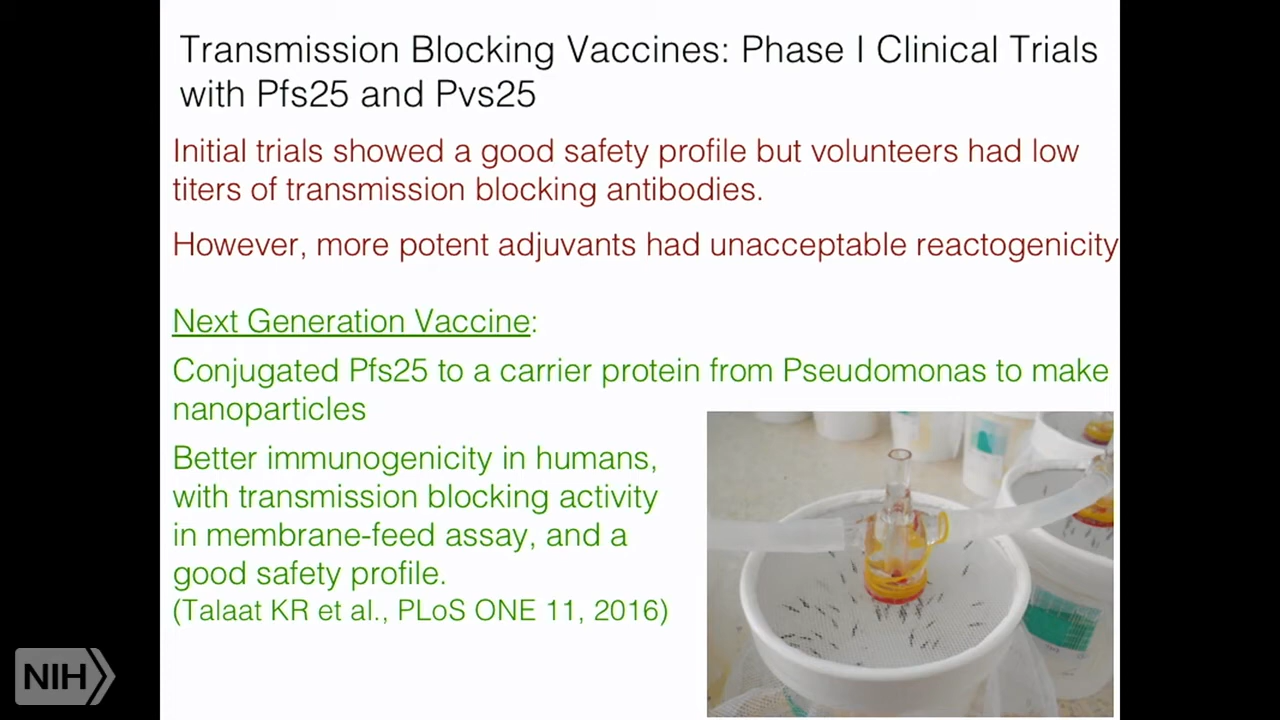 Transmission Blocking Vaccines: Phase I Clinical Trials
with Pfs25 and Pvs25
Initial trials showed a good safety profile but volunteers had low
titers of transmission blocking antibodies.
However, more potent adjuvants had unacceptable reactogenicity
Next Generation Vaccine:
Conjugated Pfs25 to a carrier protein from Pseudomonas to make
nanoparticles
Better immunogenicity in humans,
with transmission blocking activity
in membrane-feed assay, and a
good safety profile.
(Talaat KR et al., PLoS ONE 11, 2016)
NIH